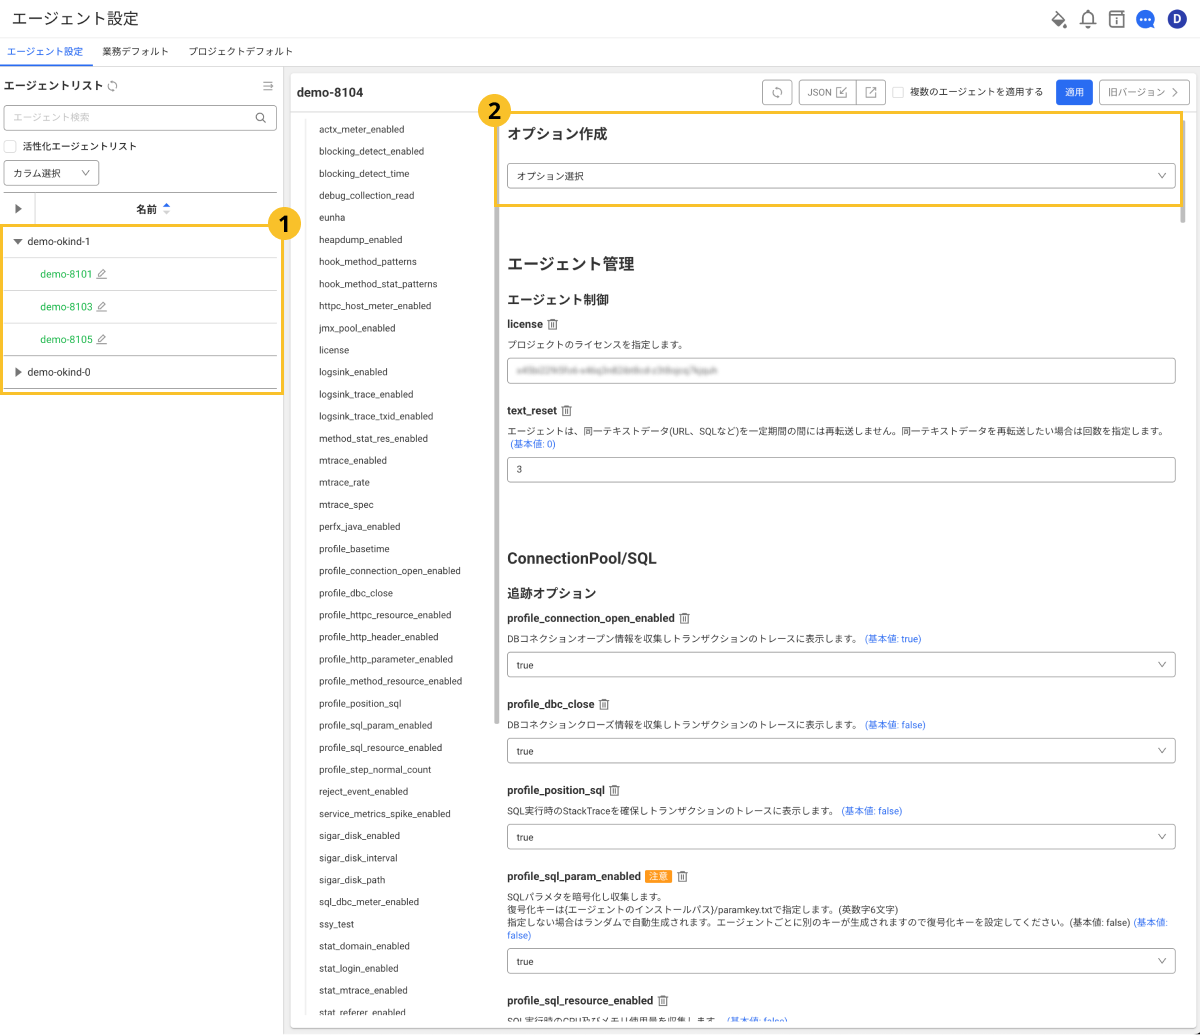 エージェント設定
D
エージェント設定 業務デフォルト プロジェクトデフォルト
エージェントリスト
エージェント検索
活性化エージェントリスト
カラム選択
名前
1
demo-okind-1
demo-8101
demo-8103
demo-8105
demo-okind-0
demo-8104
JSON
複数のエージェントを適用する
適用
旧バージョン
actx_meter_enabled
blocking_detect_enabled
blocking_detect_time
debug_collection_read
eunha
heapdump_enabled
hook_method_patterns
hook_method_stat_patterns
httpc_host_meter_enabled
jmx_pool_enabled
license
logsink_enabled
logsink_trace_enabled
logsink_trace_txid_enabled
method_stat_res_enabled
mtrace_enabled
mtrace_rate
mtrace_spec
perfx_java_enabled
profile_basetime
profile_connection_open_enabled
profile_dbc_close
profile_httpc_resource_enabled
profile_http_header_enabled
profile_http_parameter_enabled
profile_method_resource_enabled
profile_position_sql
profile_sql_param_enabled
profile_sql_resource_enabled
profile_step_normal_count
reject_event_enabled
service_metrics_spike_enabled
sigar_disk_enabled
sigar_disk_interval
sigar_disk_path
sql_dbc_meter_enabled
ssy_test
stat_domain_enabled
stat_login_enabled
stat_mtrace_enabled
stat_referer_enabled
2
オプション作成
オプション選択
エージェント管理
エージェント制御
license
プロジェクトのライセンスを指定します。
text_reset
エージェントは、同一テキストデータ(URL、SQLなど)を一定期間の間には再転送しません。同一テキストデータを再転送したい場合は回数を指定します。
(基本値: 0)
3
ConnectionPool/SQL
追跡オプション
profile_connection_open_enabled
DBコネクションオープン情報を収集しトランザクションのトレースに表示します。 (基本値: true)
true
profile_dbc_close
DBコネクションクローズ情報を収集しトランザクションのトレースに表示します。 (基本値: false)
true
profile_position_sql
SQL実行時のStackTraceを確保しトランザクションのトレースに表示します。 (基本値: false)
true
profile_sql_param_enabled 注意
SQLパラメタを暗号化し収集します。
復号化キーは{エージェントのインストールパス}/paramkey.txtで指定します。(英数字6文字)
指定しない場合はランダムで自動生成されます。エージェントごとに別のキーが生成されますので復号化キーを設定してください。(基本値: false) (基本値:
false)
true
profile_sql_resource_enabled
SQL実行時のCPU及びメモリ使用量を収集します。 (基本値: false)